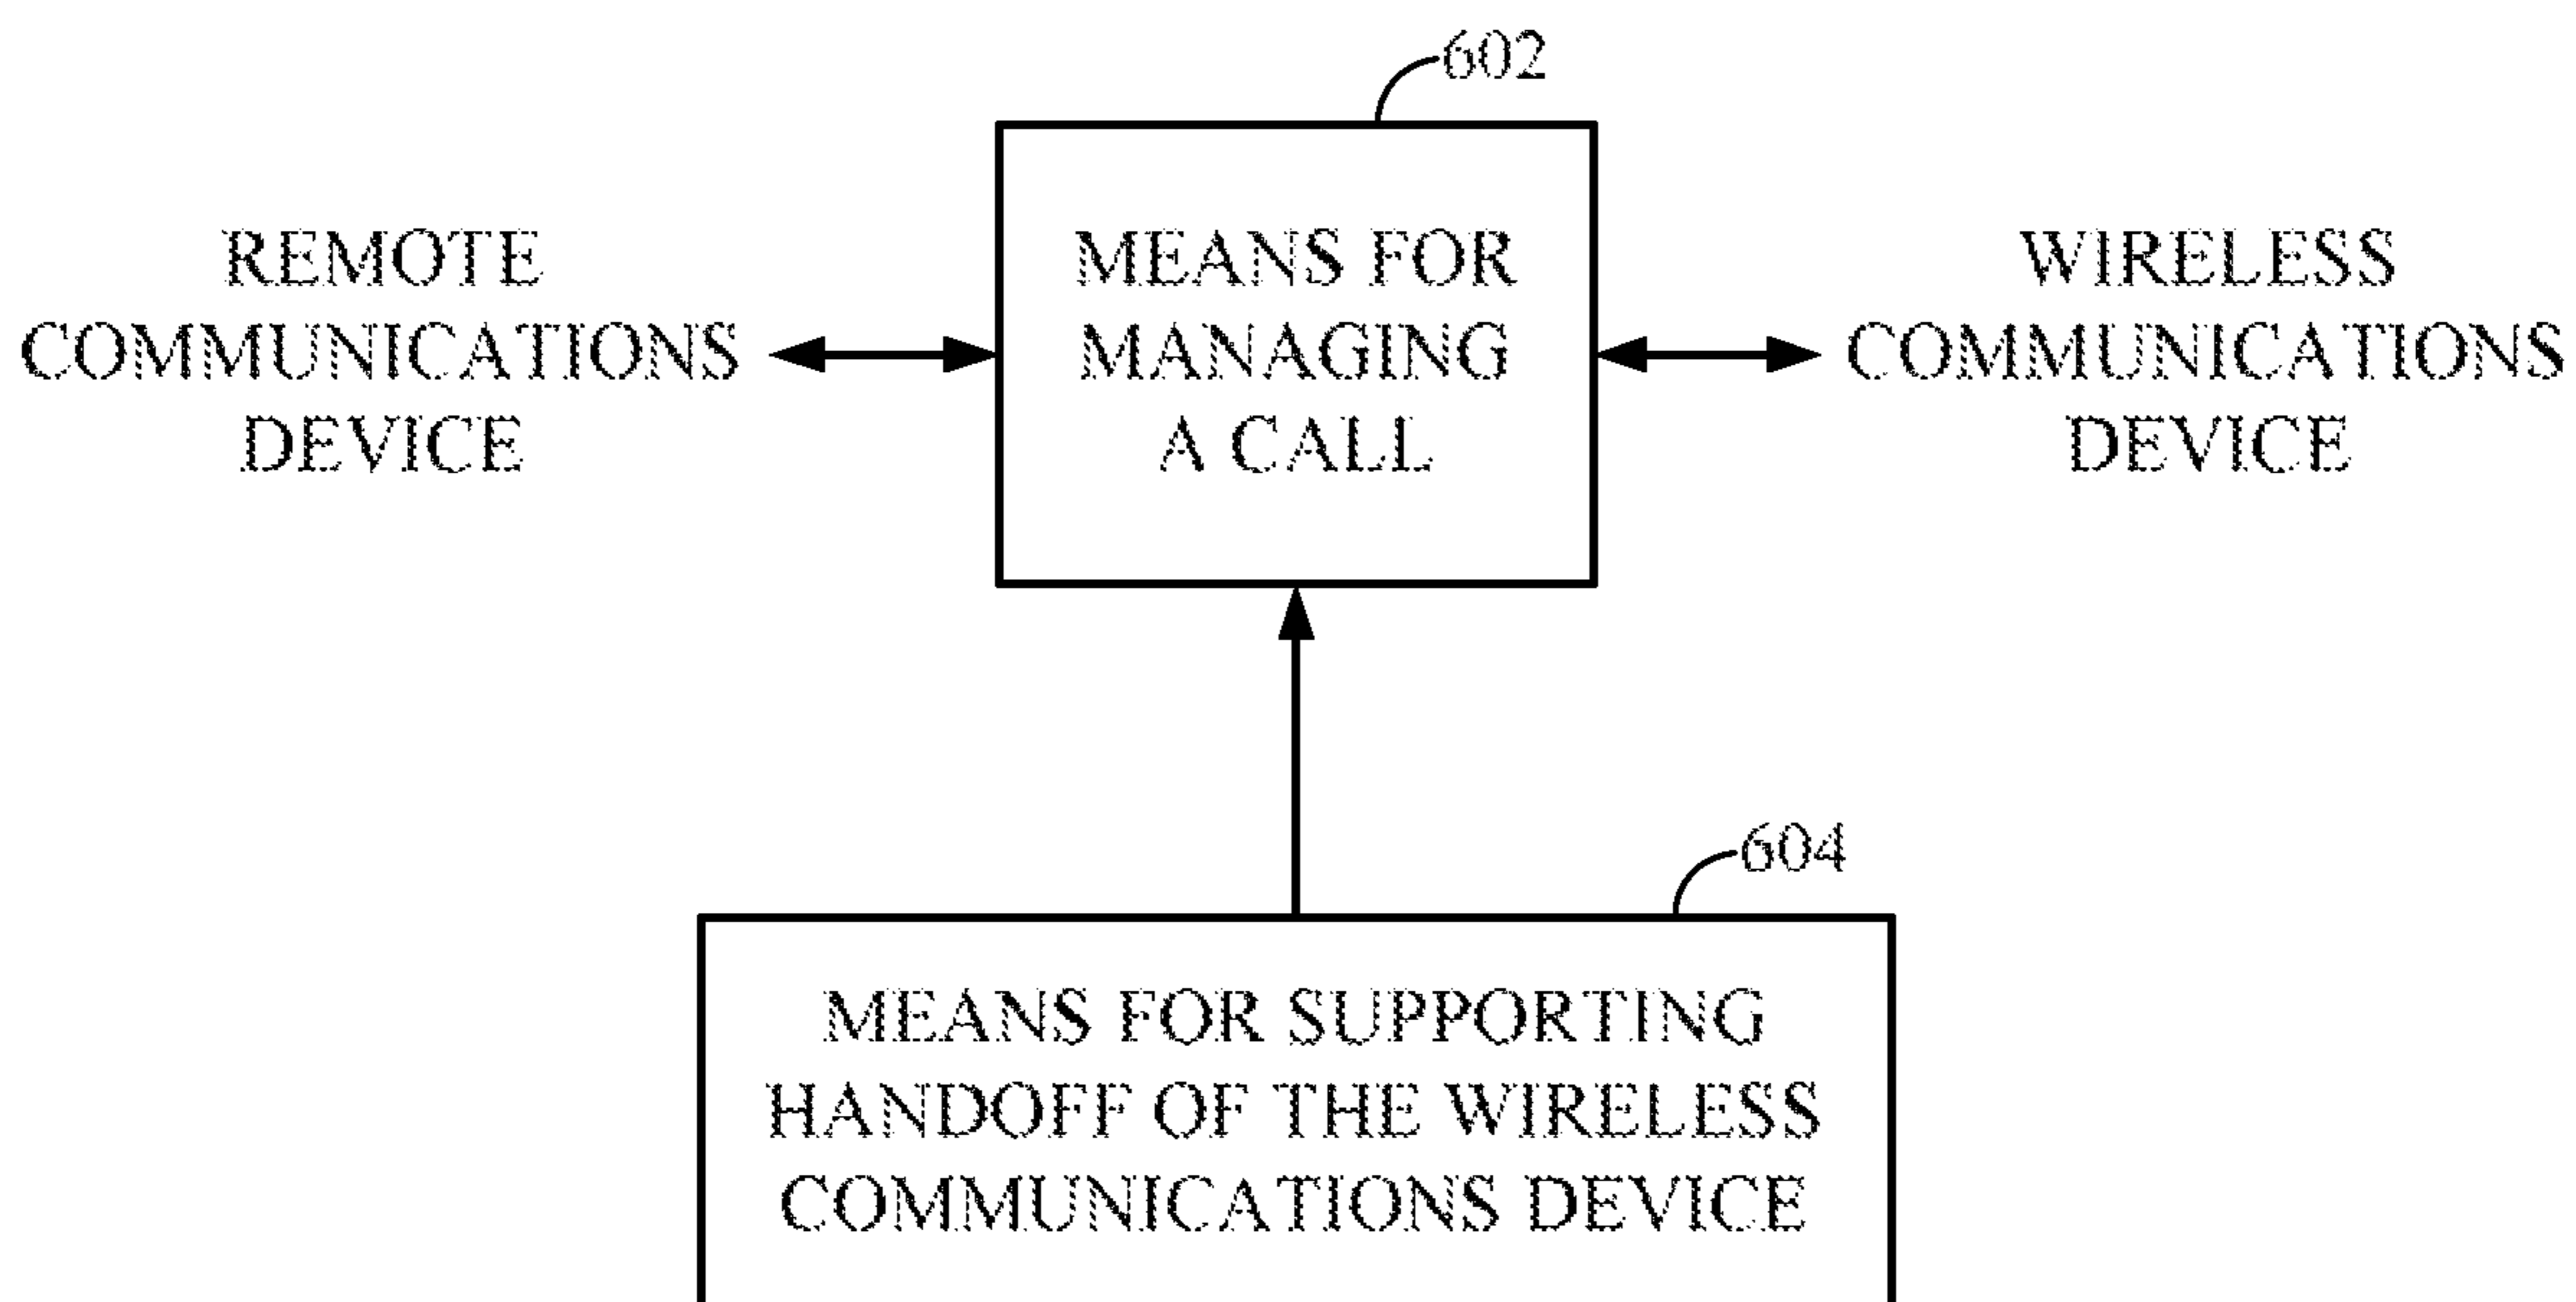 602
REMOTE
COMMUNICATIONS
DEVICE
MEANS FOR
MANAGING
A CALL
WIRELESS
COMMUNICATIONS
DEVICE
604
MEANS FOR SUPPORTING
HANDOFF OF THE WIRELESS
COMMUNICATIONS DEVICE